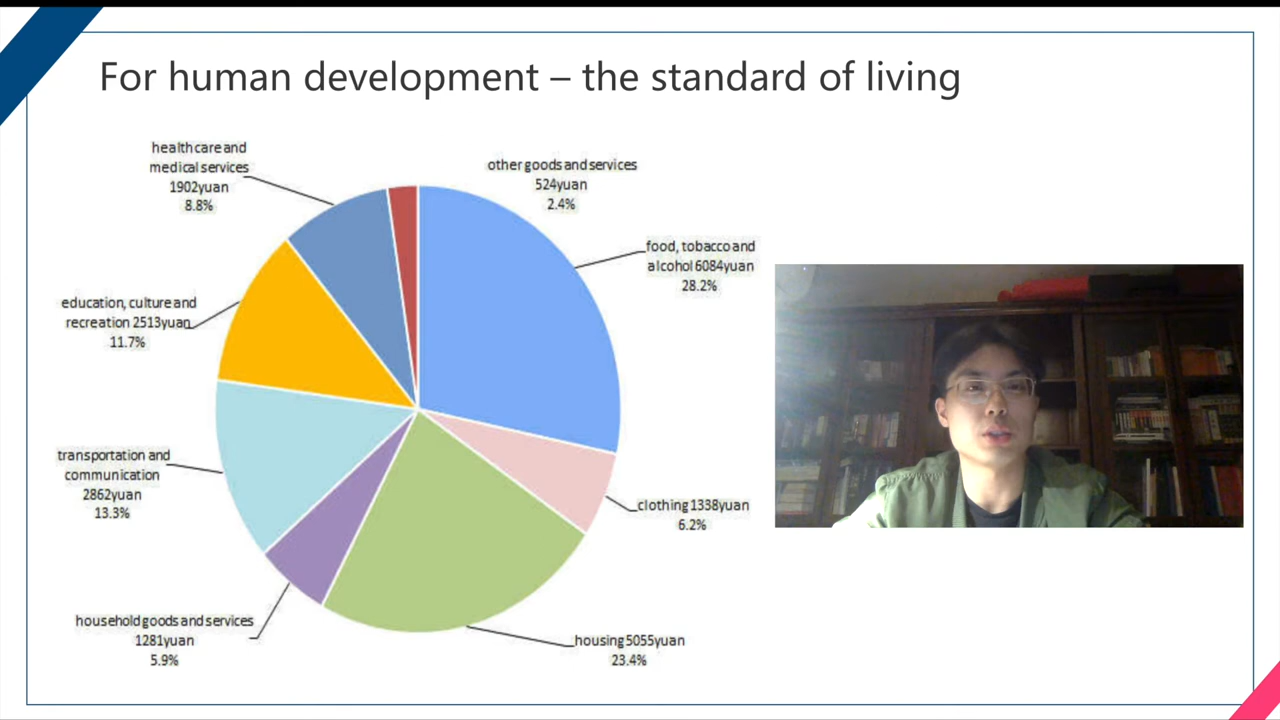 For human development – the standard of living
health care and
medical services
1902yuan
8.8%
other goods and services
524yuan
2.4%
food, tobacco and
alcohol 6084yuan
28.2%
education, culture and
recreation 2513yuan
11.7%
transportation and
communication
2862yuan
13.3%
clothing 1338yuan
6.2%
household goods and services
1281yuan
5.9%
housing 5055yuan
23.4%